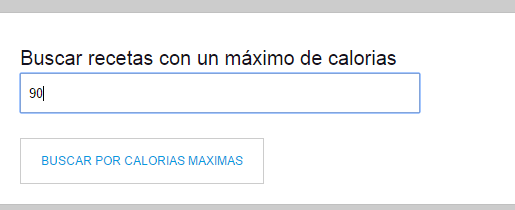 Buscar recetas con un máximo de calorias
90
BUSCAR POR CALORIAS MAXIMAS